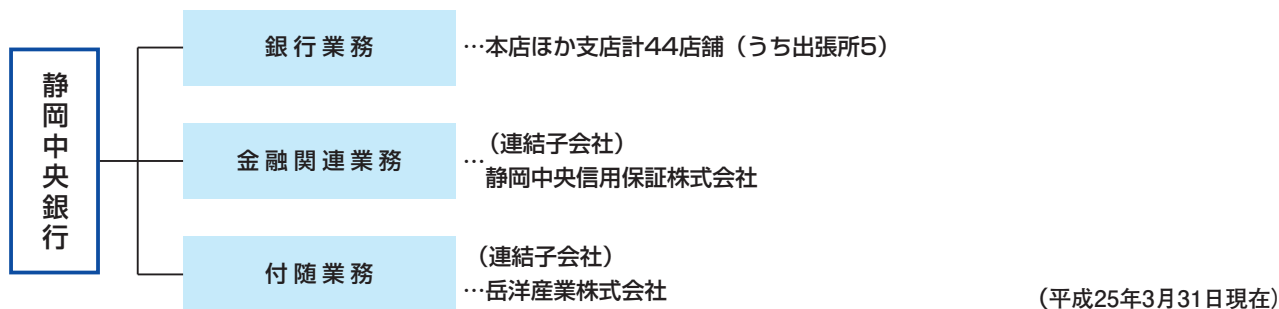 静岡中央銀行
銀行業務
…本店ほか支店計44店舗（うち出張所5）
金融関連業務
（連結子会社）
…静岡中央信用保証株式会社
付随業務
（連結子会社）
…岳洋産業株式会社
（平成25年3月31日現在）